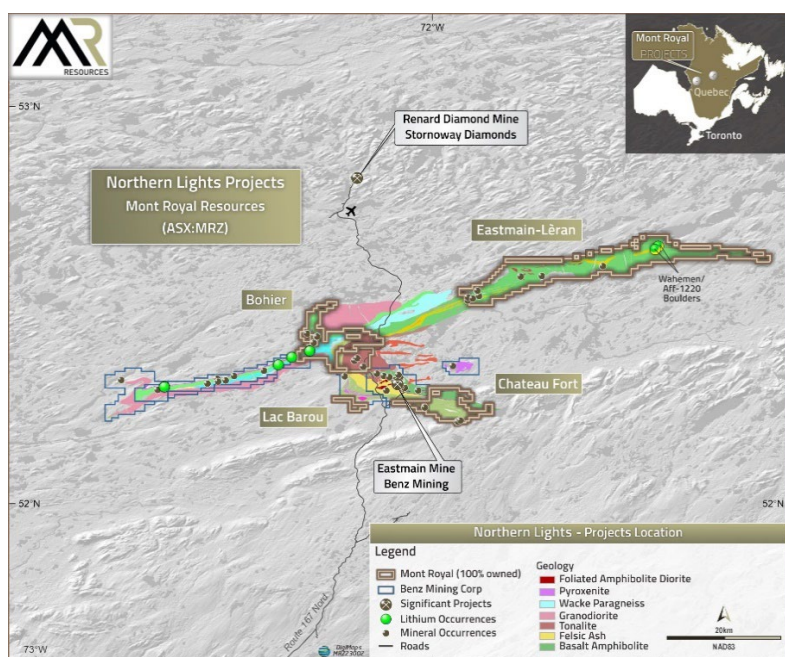 MR
RESOURCES
72°W
Mont Royal
PROJECTS
Quebec
Toronto
53°N
Renard Diamond Mine
Stornoway Diamonds
Northern Lights Projects
Mont Royal Resources
(ASX:MRZ)
Eastmain-Lèran
Wahemen/
Aff-1220
Boulders
Bohier
Chateau Fort
Lac Barou
Eastmain Mine
Benz Mining
52°N
52°N
Route 167 Nord
73°W
Northern Lights - Projects Location
Legend
Mont Royal (100% owned)
Benz Mining Corp
Significant Projects
Lithium Occurrences
Mineral Occurrences
Roads
Geology
Foliated Amphibolite Diorite
Pyroxenite
Wacke Paragneiss
Granodiorite
Tonalite
Felsic Ash
Basalt Amphibolite
20km
NAD83
DigiMaps